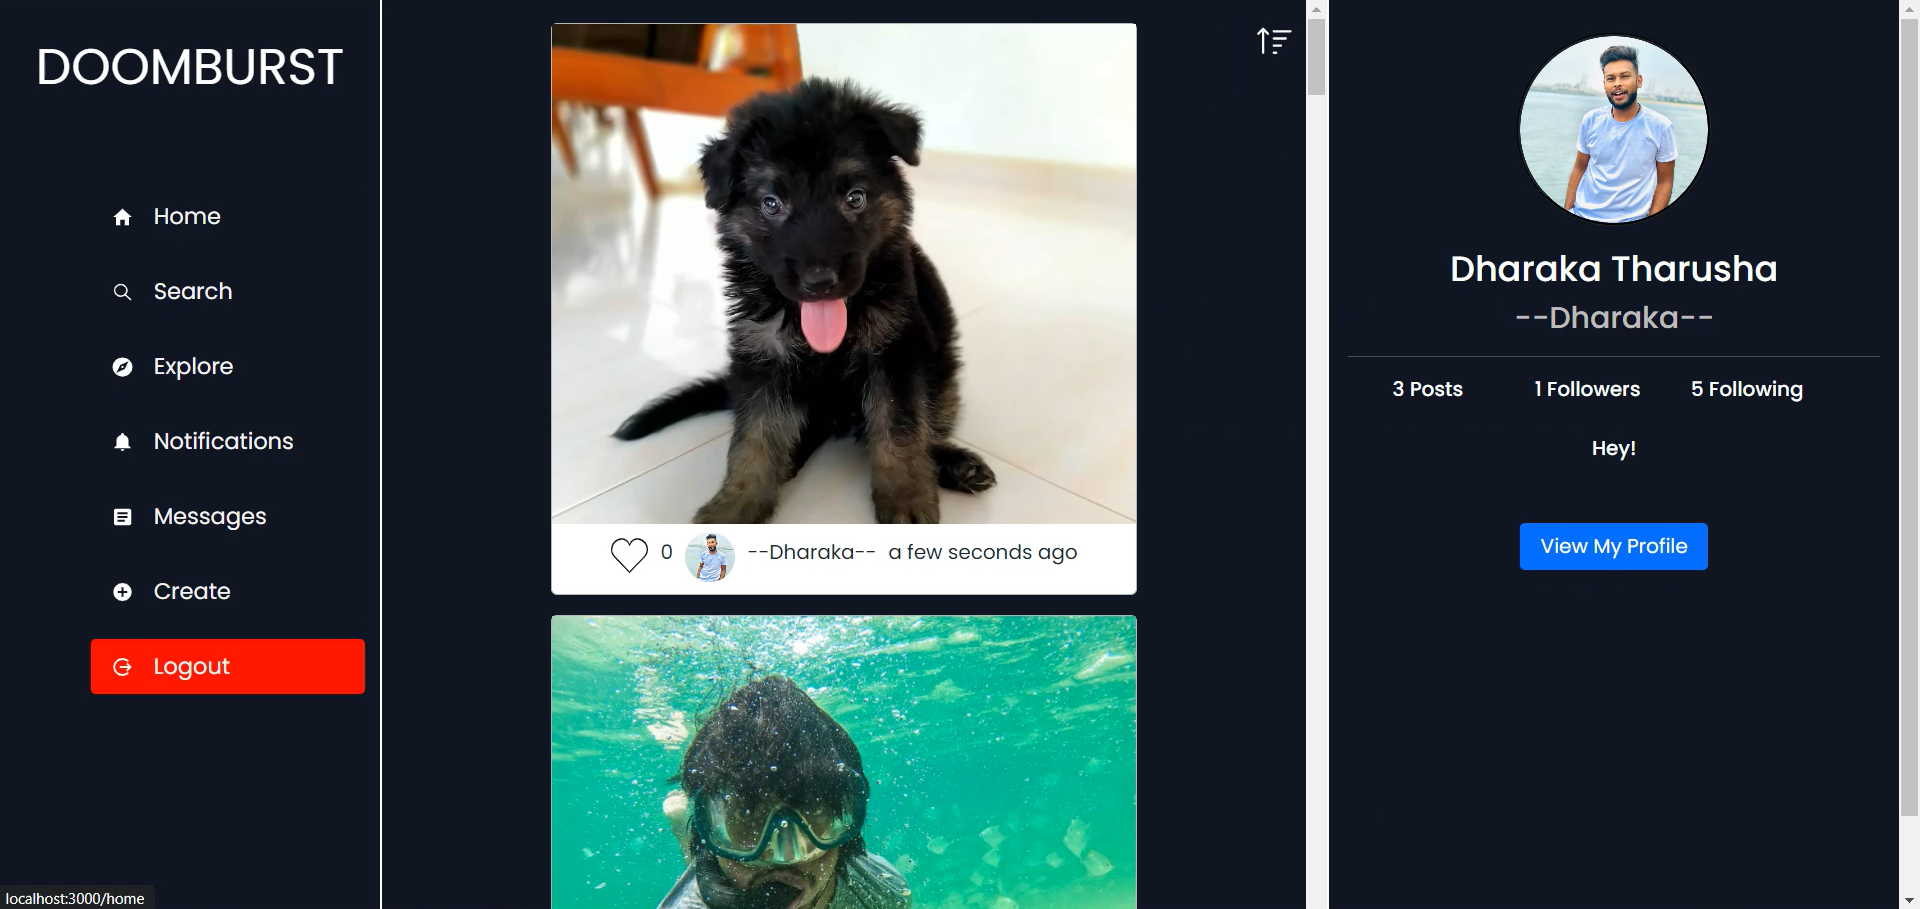 DOOMBURST
Home
Search
Explore
Notifications
Messages
Create
Logout
0 --Dharaka-- a few seconds ago
Dharaka Tharusha
--Dharaka--
3 Posts 1 Followers 5 Following
Hey!
View My Profile
localhost:3000/home